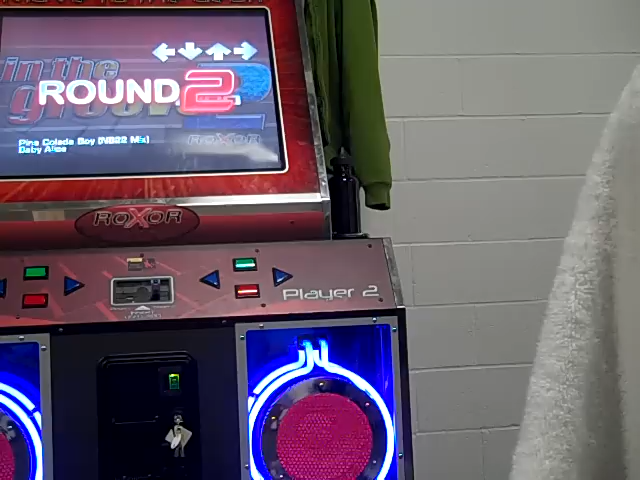 in the
groove 2
ROUND 2
Pina Colada Boy [NB22 Mix]
Baby Alice
ROXOR
ROXOR
Player 2